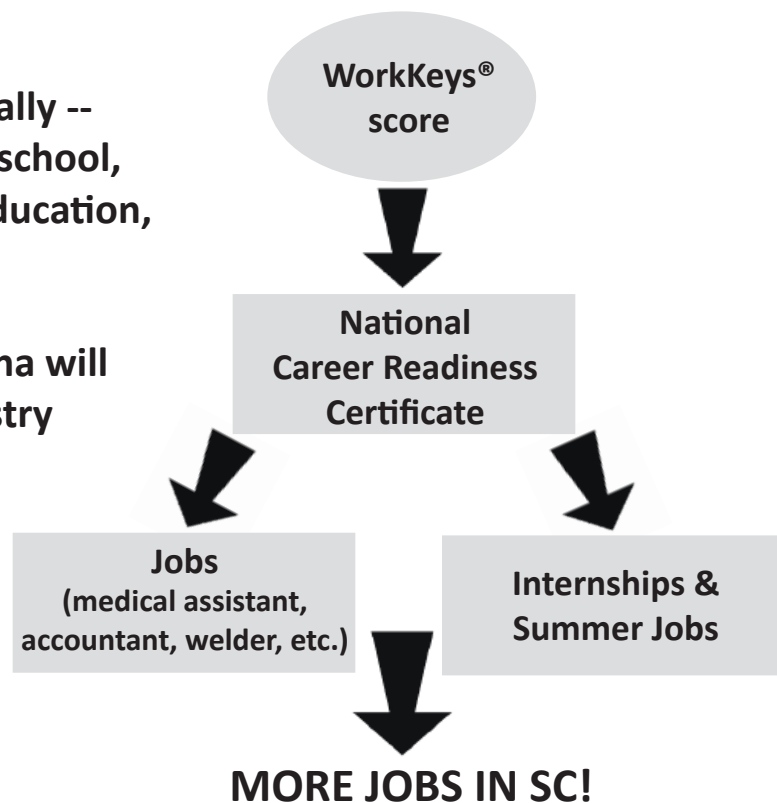 WorkKeys®
score
ally --
school,
ducation,
National
Career Readiness
Certificate
na will
stry
Jobs
(medical assistant,
accountant, welder, etc.)
Internships &
Summer Jobs
MORE JOBS IN SC!